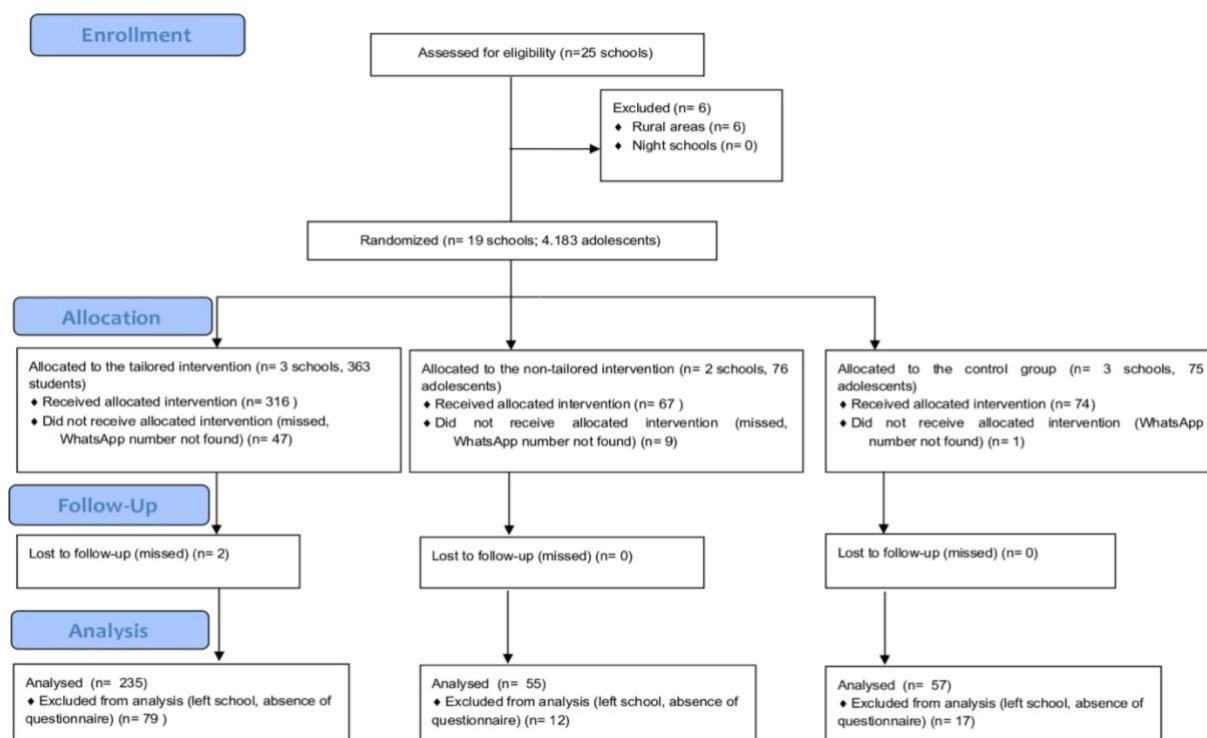 Enrollment
Assessed for eligibility (n=25 schools)
Excluded (n= 6)
♦ Rural areas (n= 6)
♦ Night schools (n= 0)
Randomized (n= 19 schools; 4.183 adolescents)
Allocation
Allocated to the tailored intervention (n= 3 schools, 363
students)
♦ Received allocated intervention (n= 316 )
♦ Did not receive allocated intervention (missed,
WhatsApp number not found) (n= 47)
Allocated to the non-tailored intervention (n= 2 schools, 76
adolescents)
♦ Received allocated intervention (n= 67 )
♦ Did not receive allocated intervention (missed,
WhatsApp number not found) (n= 9)
Allocated to the control group (n= 3 schools, 75
adolescents)
♦ Received allocated intervention (n= 74)
♦ Did not receive allocated intervention (WhatsApp
number not found) (n= 1)
Follow-Up
Lost to follow-up (missed) (n= 2)
Lost to follow-up (missed) (n= 0)
Lost to follow-up (missed) (n= 0)
Analysis
Analysed (n= 235)
♦ Excluded from analysis (left school, absence of
questionnaire) (n= 79 )
Analysed (n= 55)
♦ Excluded from analysis (left school, absence of
questionnaire) (n= 12)
Analysed (n= 57)
♦ Excluded from analysis (left school, absence of
questionnaire) (n= 17)